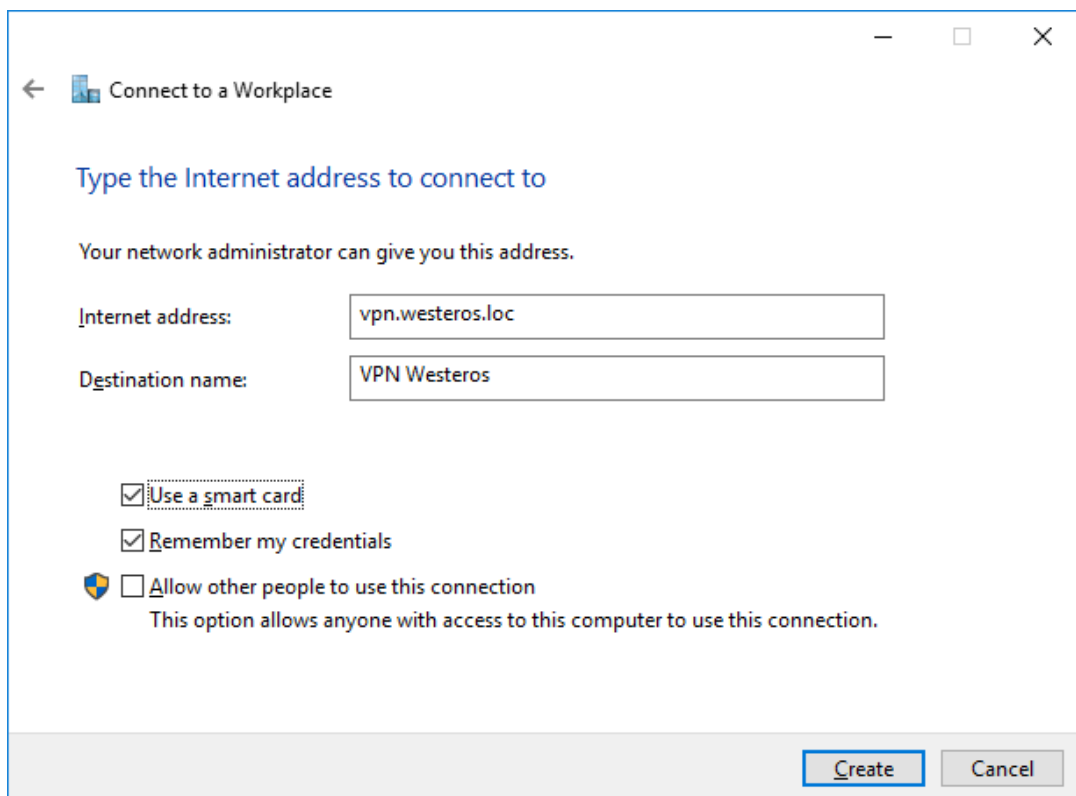 Connect to a Workplace
Type the Internet address to connect to
Your network administrator can give you this address.
Internet address: vpn.westeros.loc
Destination name: VPN Westeros
Use a smart card
Remember my credentials
Allow other people to use this connection
This option allows anyone with access to this computer to use this connection.
Create Cancel